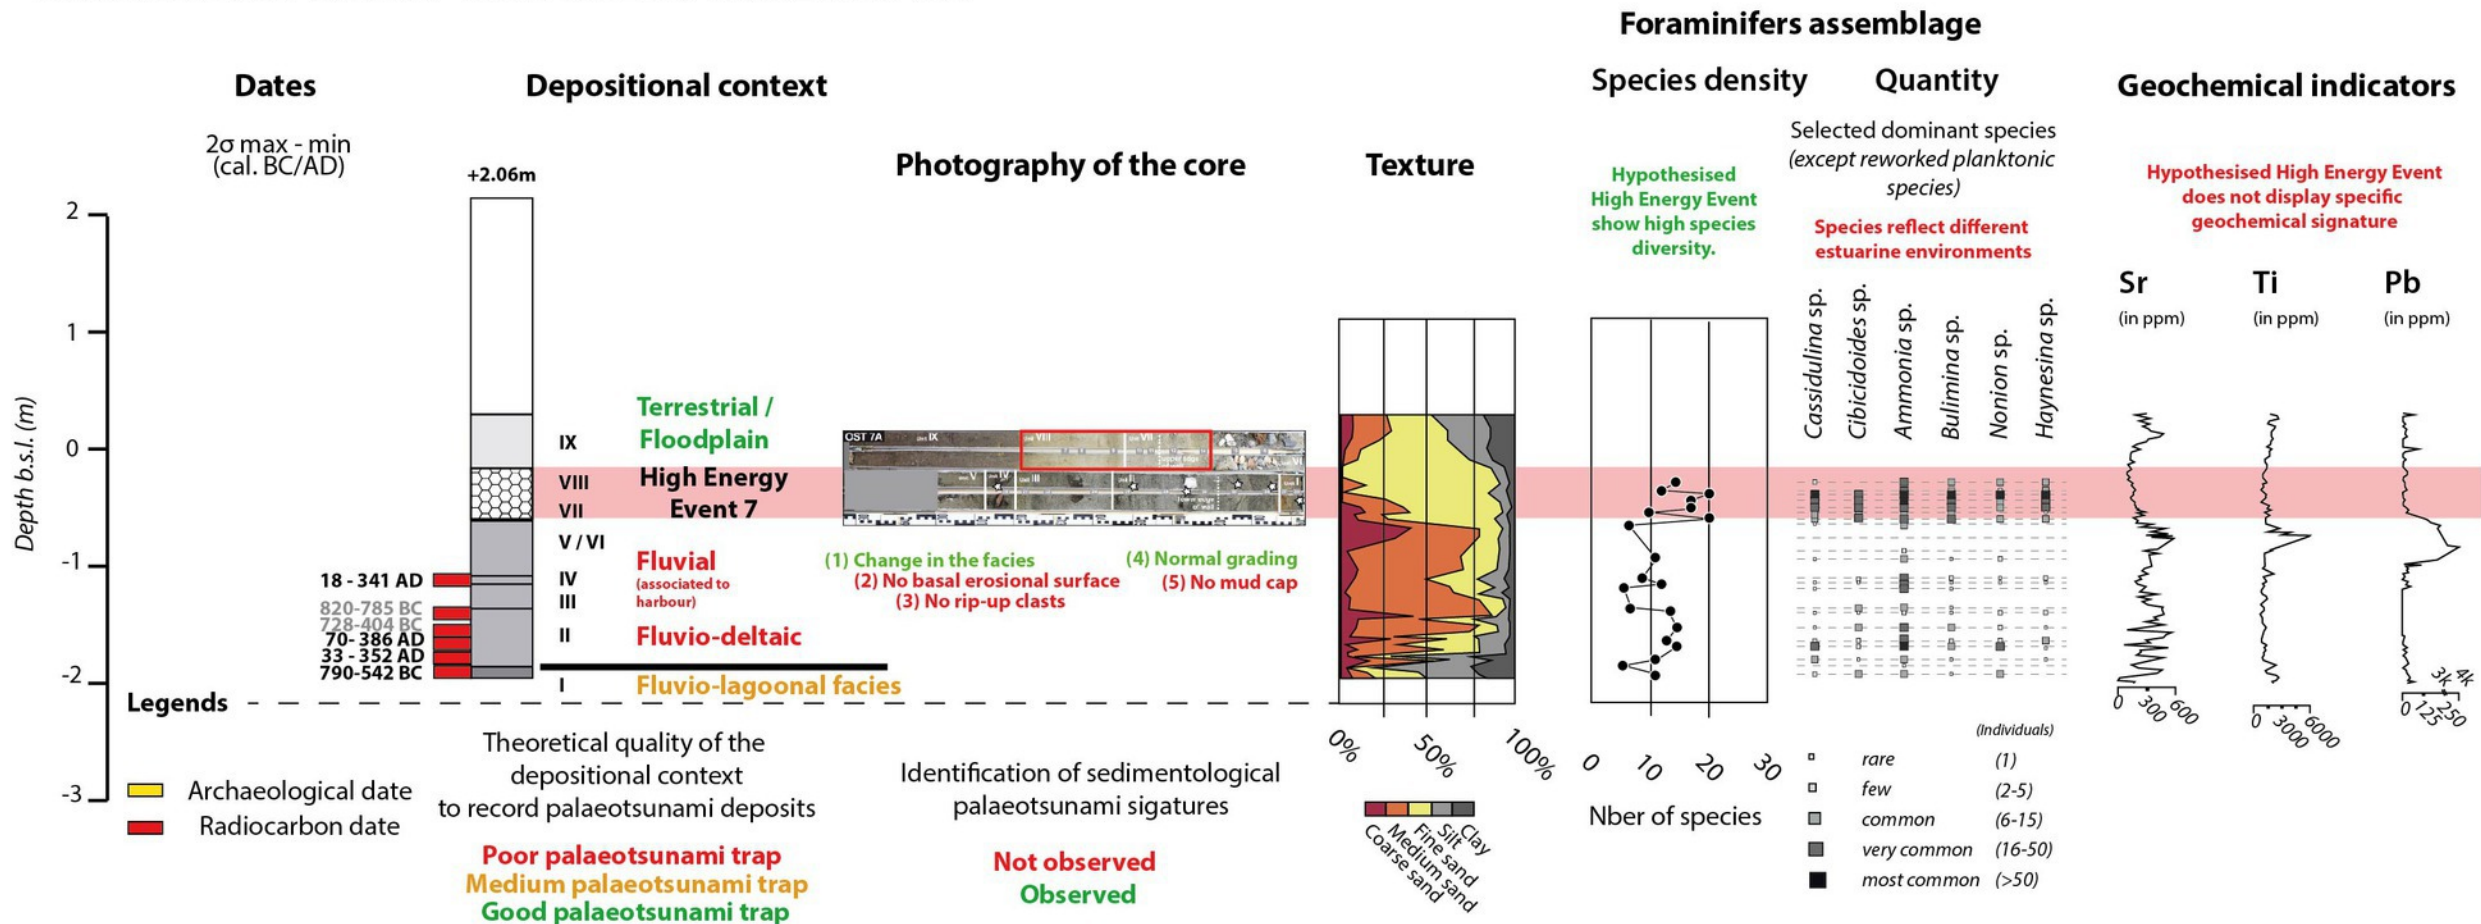 Foraminifers assemblage
Dates
Depositional context
Species density
Quantity
Geochemical indicators
2σ max - min
(cal. BC/AD)
Photography of the core
Texture
Selected dominant species
(except reworked planktonic
species)
Hypothesised
High Energy Event
show high species
diversity.
Species reflect different
estuarine environments
Hypothesised High Energy Event
does not display specific
geochemical signature
+2.06m
Sr
(in ppm)
Ti
(in ppm)
Pb
(in ppm)
Cassidulina sp.
Cibicidoides sp.
Ammonia sp.
Bulimina sp.
Nonion sp.
Haynesina sp.
Depth b.s.l. (m)
2
1
0
-1
-2
-3
Terrestrial /
Floodplain
IX
VIII
High Energy
VII
Event 7
V / VI
Fluvial
(associated to
harbour)
IV
III
II
Fluvio-deltaic
I
Fluvio-lagoonal facies
OST 7A
IX
VIII
VII
VI
V
III
18 - 341 AD
820-785 BC
728-404 BC
70- 386 AD
33 - 352 AD
790-542 BC
(1) Change in the facies
(2) No basal erosional surface
(3) No rip-up clasts
(4) Normal grading
(5) No mud cap
Legends
Archaeological date
Radiocarbon date
Theoretical quality of the
depositional context
to record palaeotsunami deposits
Poor palaeotsunami trap
Medium palaeotsunami trap
Good palaeotsunami trap
Identification of sedimentological
palaeotsunami sigatures
Not observed
Observed
0%
50%
100%
Coarse sand
Medium sand
Fine sand
Silt
Clay
0
10
20
30
Nber of species
(Individuals)
rare (1)
few (2-5)
common (6-15)
very common (16-50)
most common (>50)
0
300
600
0
3000
6000
3k
4k
0
125
250